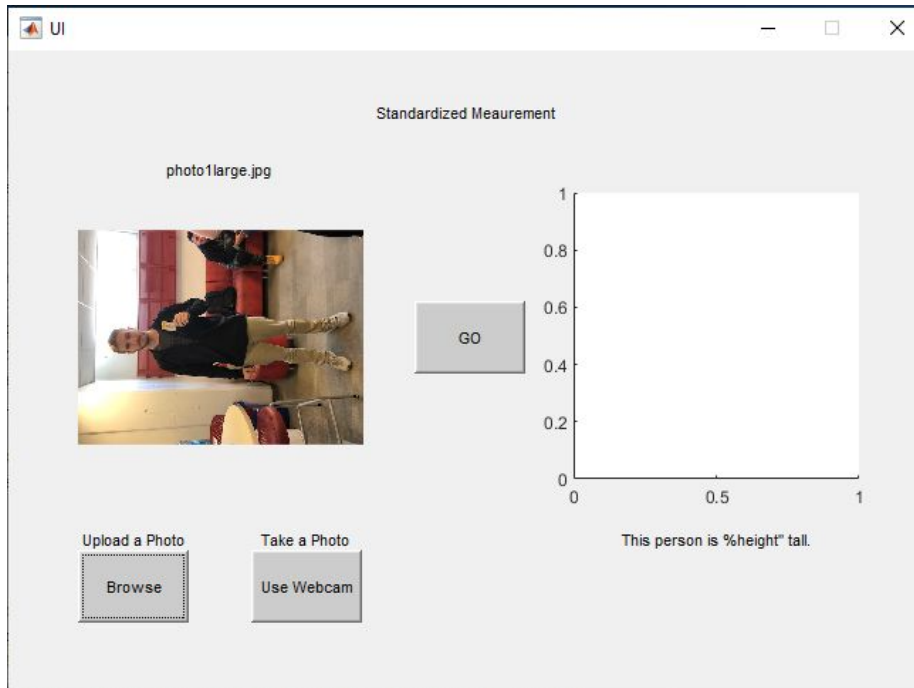 UI
Standardized Meaurement
photo1large.jpg
GO
1
0.8
0.6
0.4
0.2
0
0
0.5
1
This person is %height" tall.
Upload a Photo
Take a Photo
Browse
Use Webcam